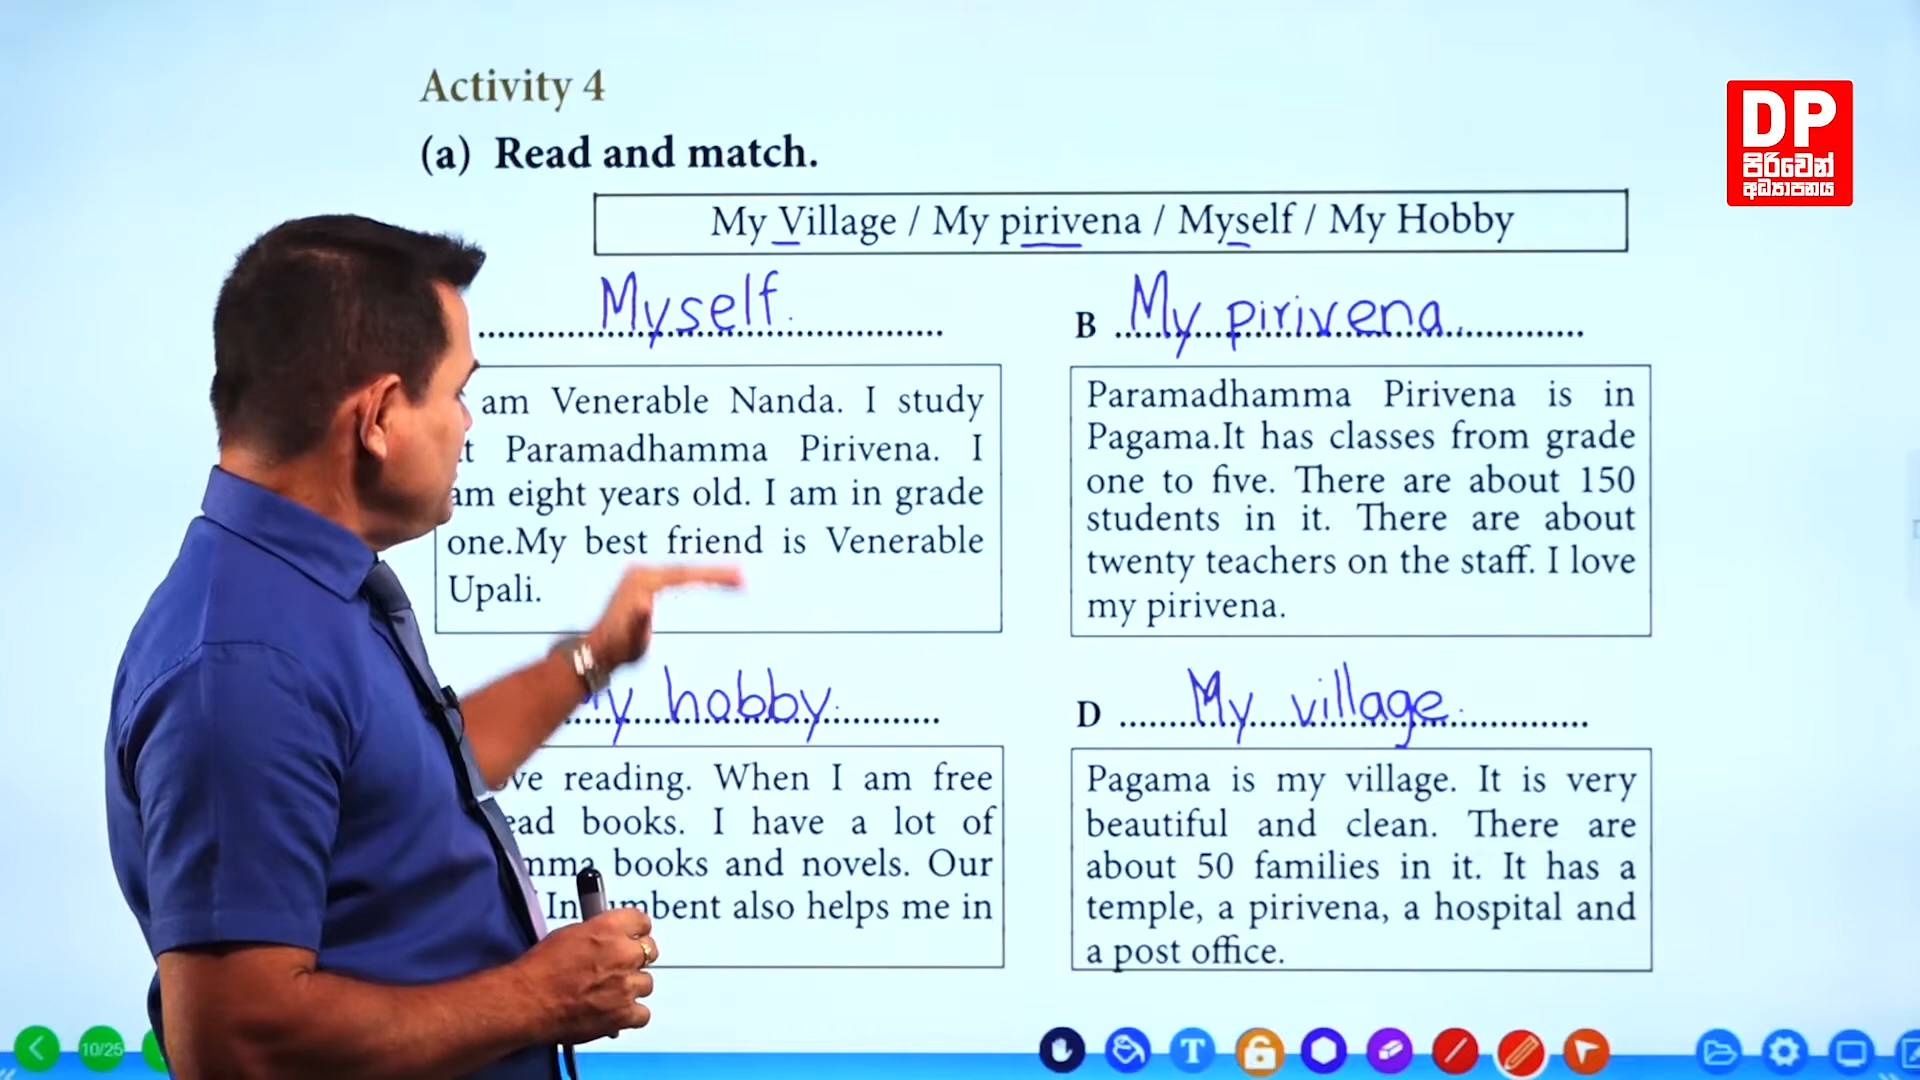 Activity 4
DP
පිරිවෙන්
අධ්‍යාපනය
(a) Read and match.
My Village / My pirivena / Myself / My Hobby
Myself
B My pirivena
am Venerable Nanda. I study
Paramadhamma Pirivena. I
am eight years old. I am in grade
one.My best friend is Venerable
Upali.
Paramadhamma Pirivena is in
Pagama.It has classes from grade
one to five. There are about 150
students in it. There are about
twenty teachers on the staff. I love
my pirivena.
My hobby
D My village
reading. When I am free
books. I have a lot of
books and novels. Our
also helps me in
Pagama is my village. It is very
beautiful and clean. There are
about 50 families in it. It has a
temple, a pirivena, a hospital and
a post office.
10/25
T